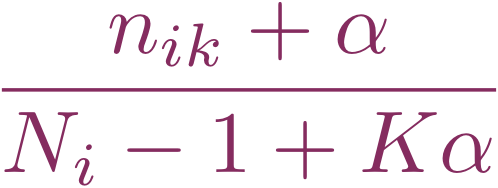 n_{ik} + α
N_i − 1 + Kα